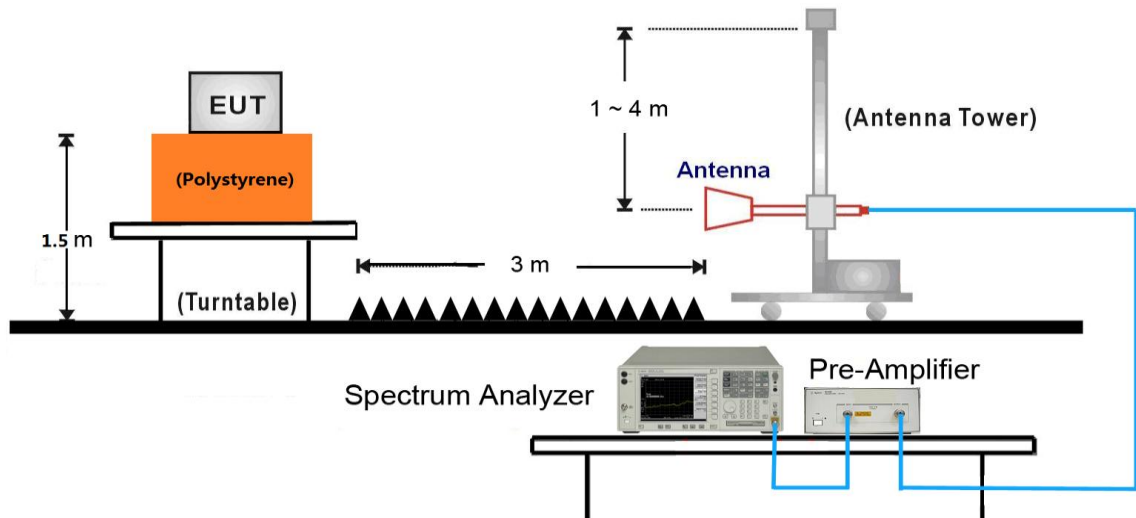 EUT
(Polystyrene)
1.5 m
(Turntable)
3 m
1 ~ 4 m
Antenna
(Antenna Tower)
Spectrum Analyzer
Pre-Amplifier